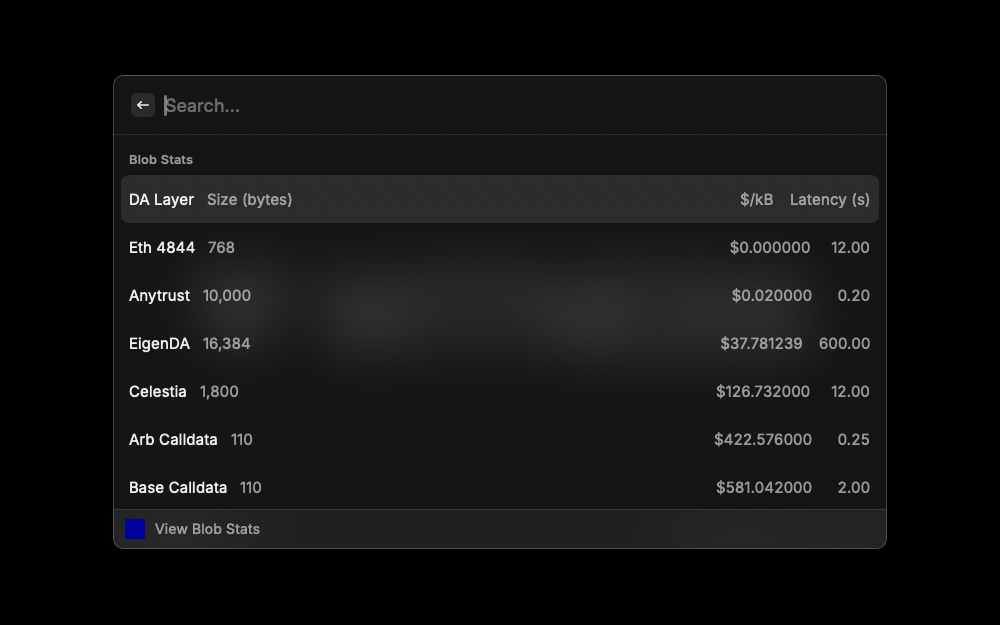 Search...
Blob Stats
DA Layer Size (bytes) $/kB Latency (s)
Eth 4844 768 $0.000000 12.00
Anytrust 10,000 $0.020000 0.20
EigenDA 16,384 $37.781239 600.00
Celestia 1,800 $126.732000 12.00
Arb Calldata 110 $422.576000 0.25
Base Calldata 110 $581.042000 2.00
View Blob Stats